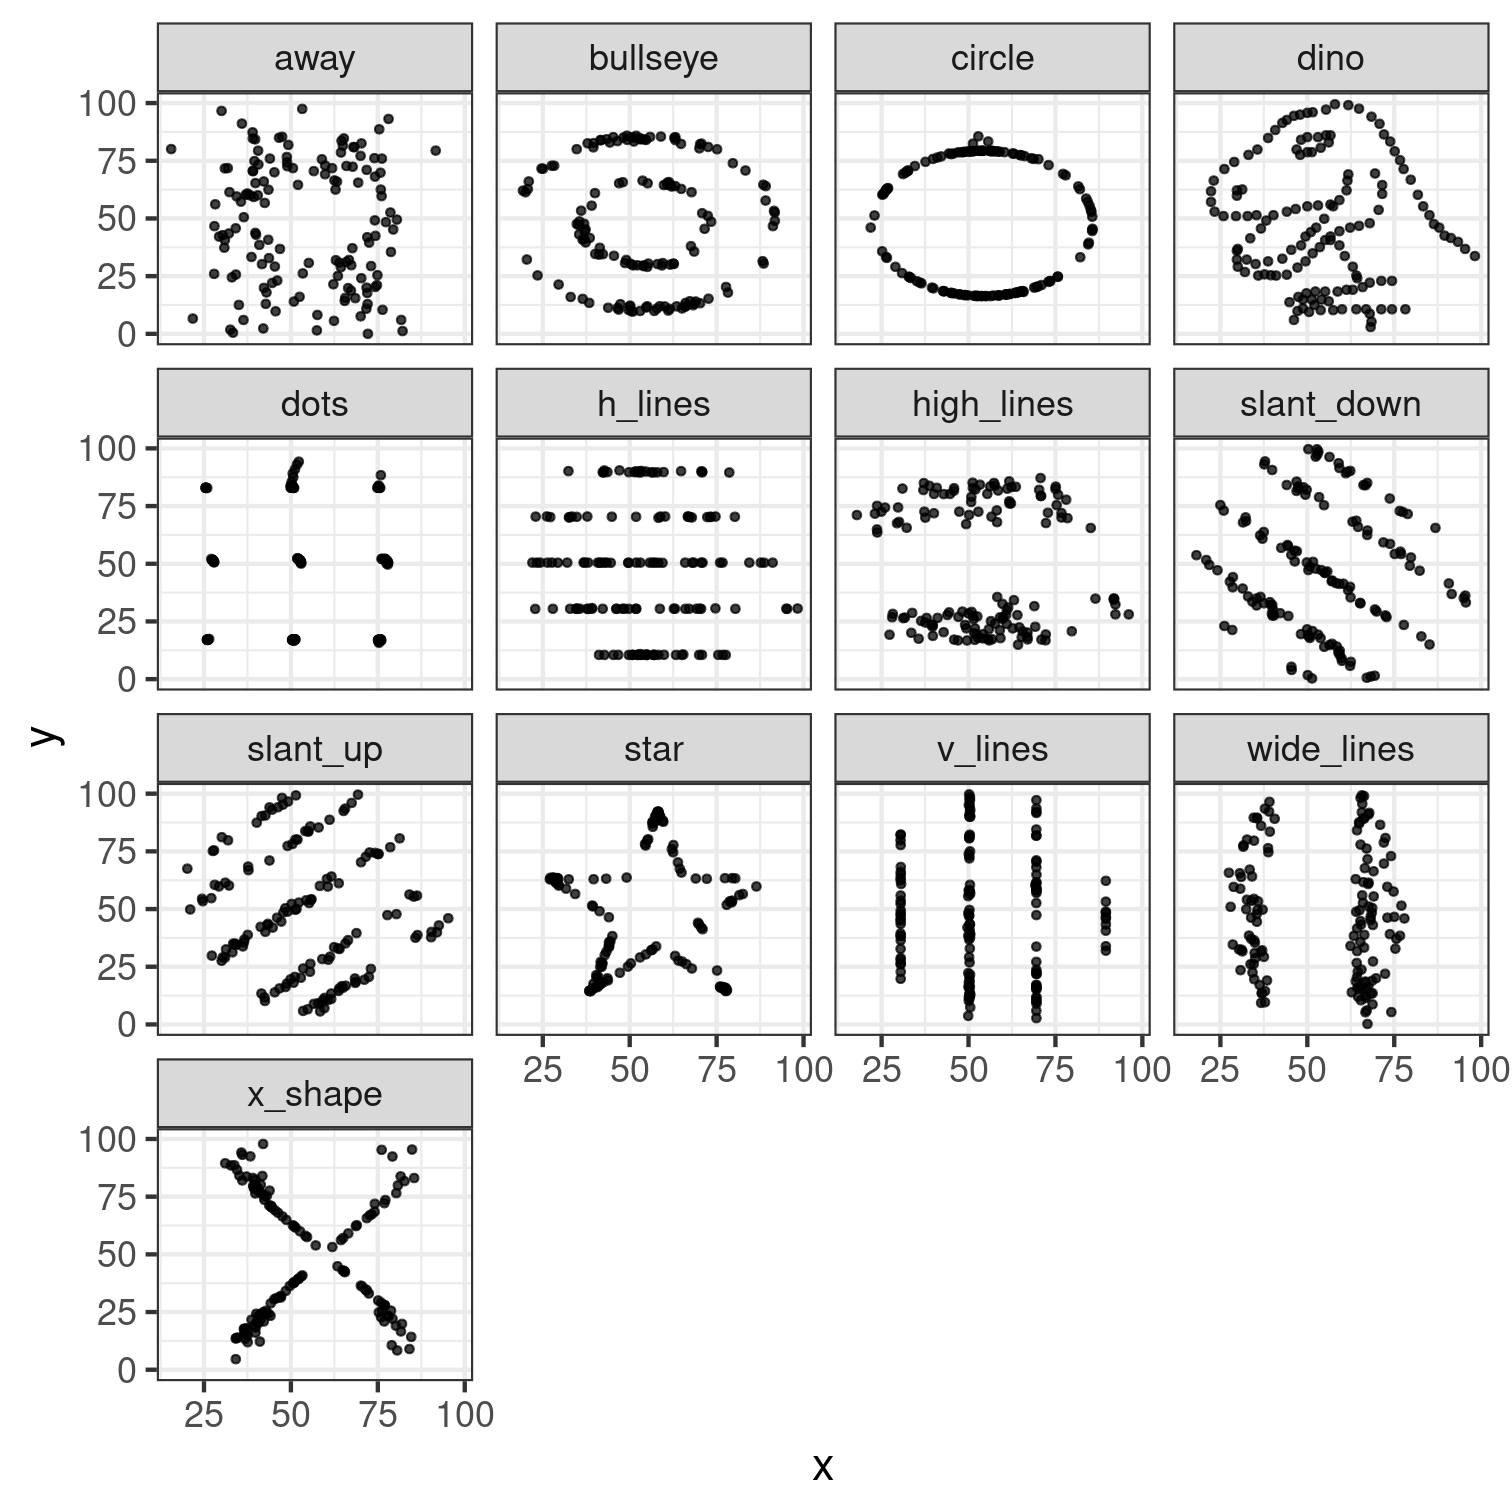 away bullseye circle dino
100
75
50
25
0
dots h_lines high_lines slant_down
100
75
50
25
0
slant_up star v_lines wide_lines
100
75
50
25
0
25 50 75 100 25 50 75 100 25 50 75 100
x_shape
100
75
50
25
0
25 50 75 100
y
x